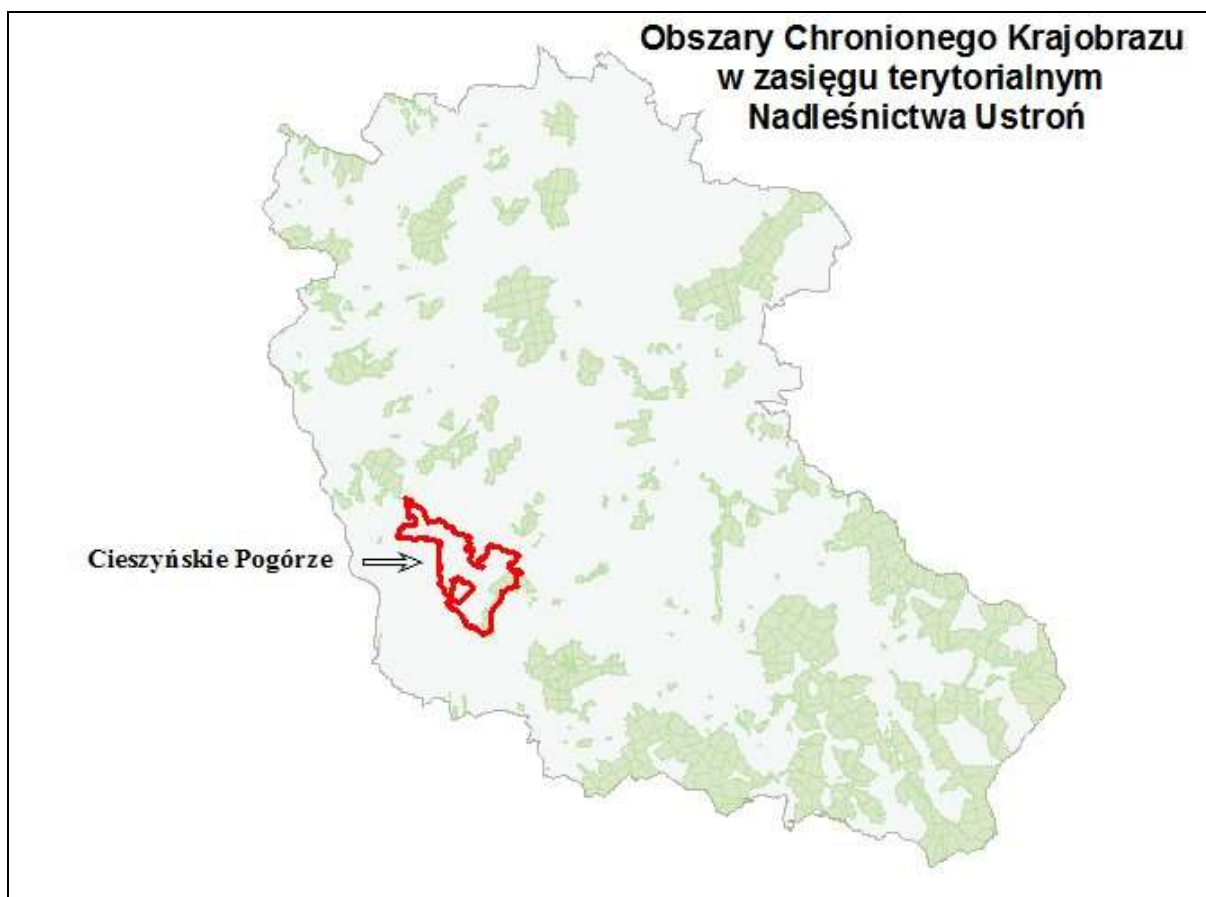 Obszary Chronionego Krajobrazu
w zasięgu terytorialnym
Nadleśnictwa Ustroń
Cieszyńskie Pogórze